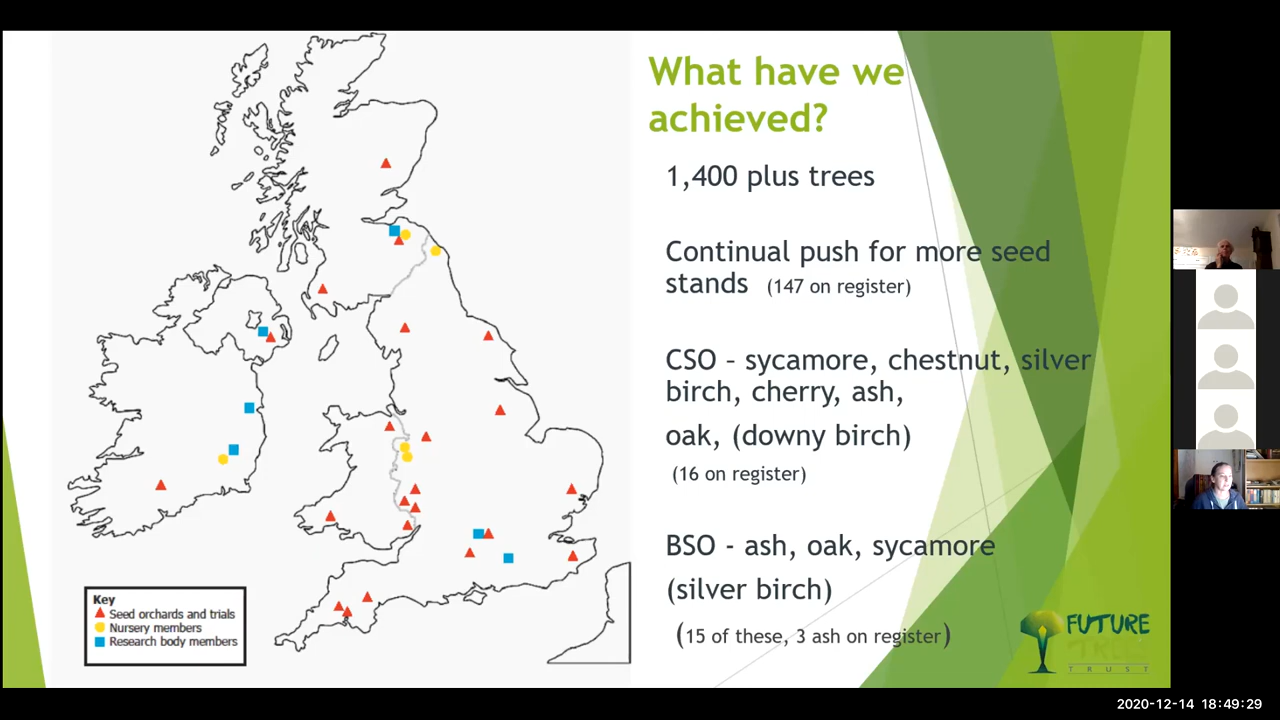 What have we
achieved?
1,400 plus trees
Continual push for more seed
stands (147 on register)
CSO – sycamore, chestnut, silver
birch, cherry, ash,
oak, (downy birch)
(16 on register)
BSO - ash, oak, sycamore
(silver birch)
(15 of these, 3 ash on register)
Key
Seed orchards and trials
Nursery members
Research body members
FUTURE
TREES
TRUST
2020-12-14 18:49:29